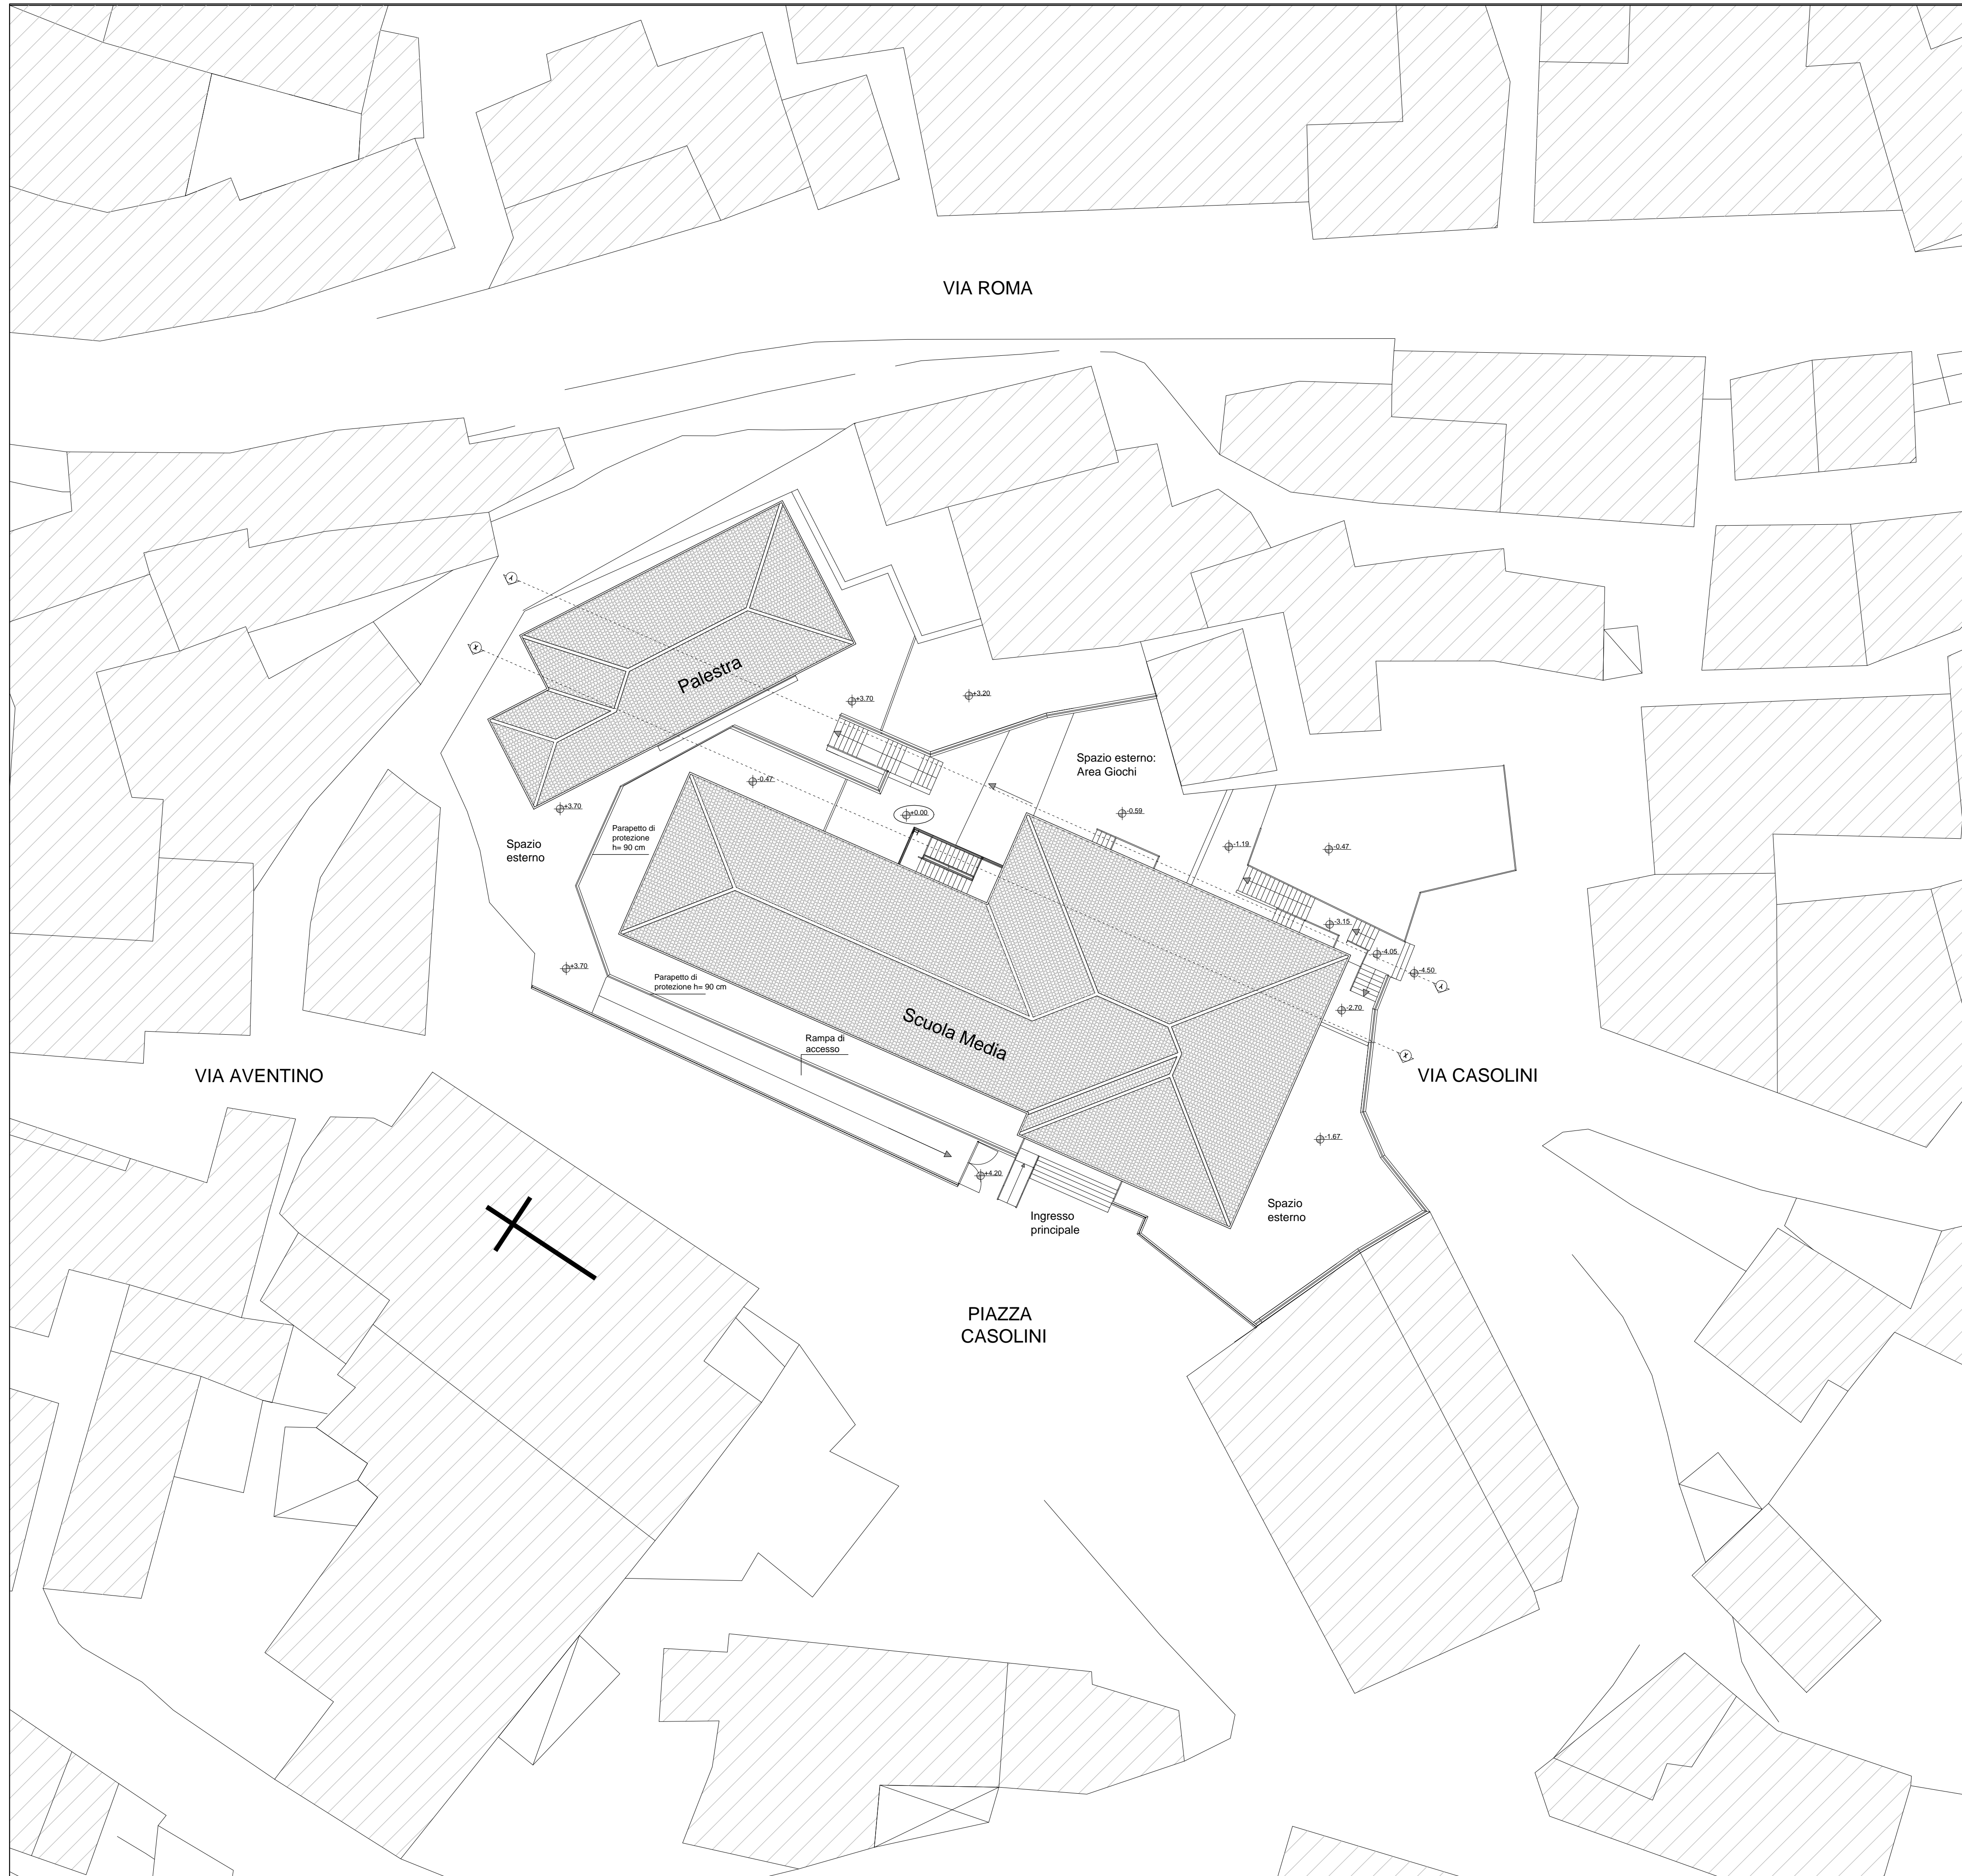 VIA ROMA
Palestra
+3.70
+3.20
Spazio esterno:
Area Giochi
-0.47
+3.70
+0.00
-0.59
Parapetto di
protezione
h= 90 cm
Spazio
esterno
-1.19
-0.47
-3.15
-4.05
-4.50
+3.70
Parapetto di
protezione h= 90 cm
-2.70
Scuola Media
Rampa di
accesso
VIA AVENTINO
VIA CASOLINI
-1.67
+4.20
Ingresso
principale
Spazio
esterno
PIAZZA
CASOLINI